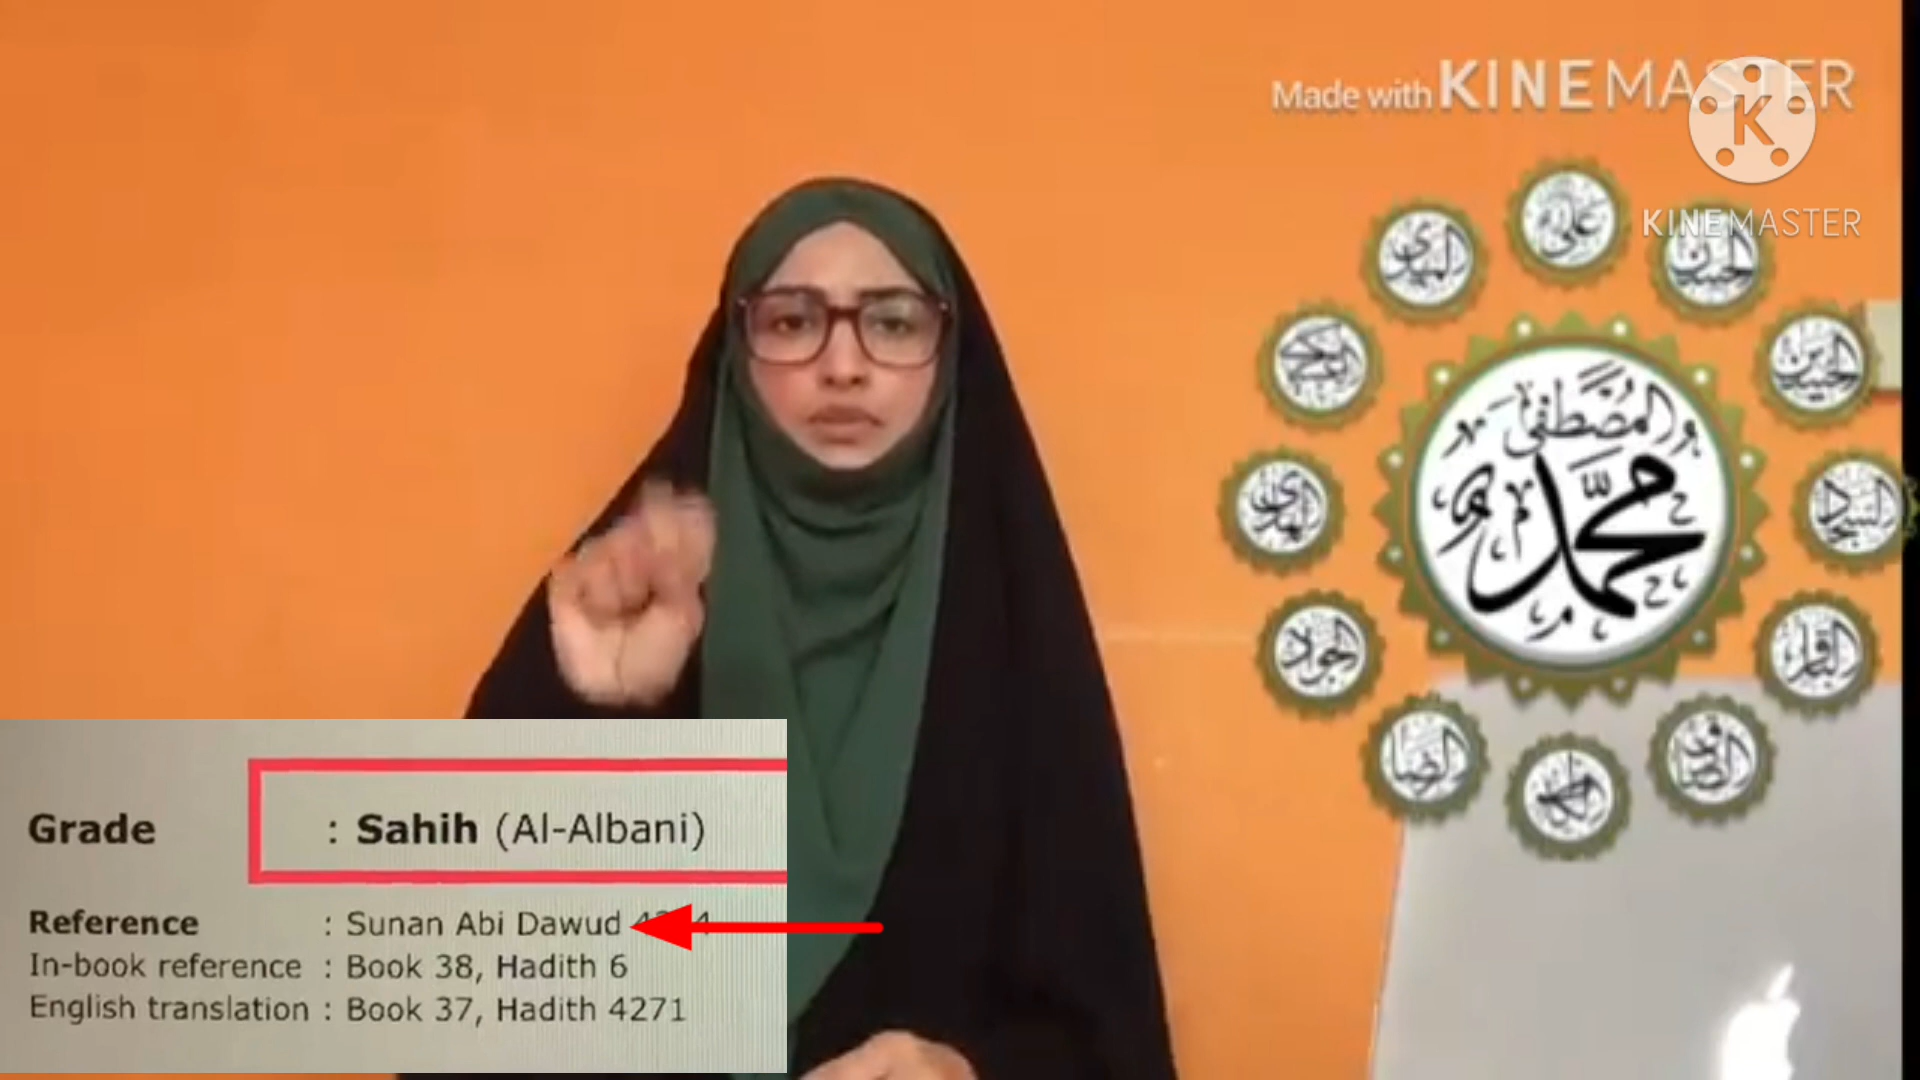 Made with KINEMASTER
K
KINEMASTER
علي
المهدي
الحسن
العسكري
الحسين
المصطفى
محمد
الهادي
السجاد
الجواد
الباقر
الرضا
الصادق
الكاظم
Grade : Sahih (Al-Albani)
Reference : Sunan Abi Dawud
In-book reference : Book 38, Hadith 6
English translation : Book 37, Hadith 4271